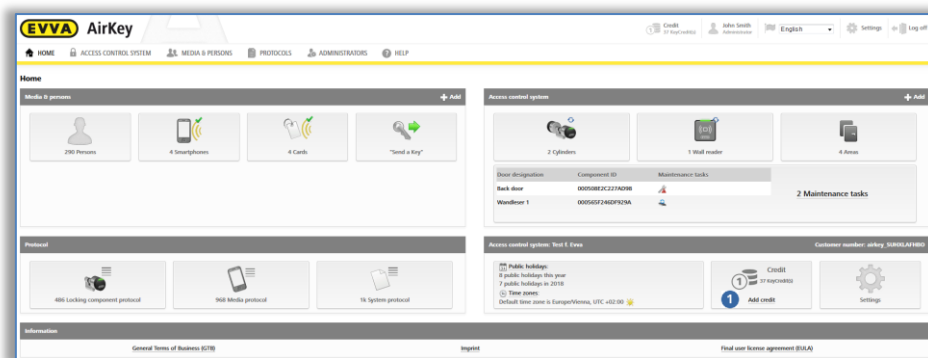 EVVA AirKey
Credit
37 KeyCredit(s)
John Smith
Administrator
English
Settings
Log off
HOME ACCESS CONTROL SYSTEM MEDIA & PERSONS PROTOCOLS ADMINISTRATORS HELP
Home
Media & persons Add
290 Persons 4 Smartphones 4 Cards "Send a Key"
Access control system Add
2 Cylinders 1 Wall reader 4 Areas
Door designation Component ID Maintenance tasks
Back door 000508E2C227AD9B
Wandleser 1 000565F246DF929A
2 Maintenance tasks
Protocol
486 Locking component protocol 968 Media protocol 1k System protocol
Access control system: Test f. Evva Customer number:
Public holidays:
8 public holidays this year
7 public holidays in 2018
Time zones:
Default time zone is Europe/Vienna, UTC +02:00
1 Credit
37 KeyCredit(s)
1 Add credit
Settings
Information
General Terms of Business (GTB) Imprint Final user license agreement (EULA)